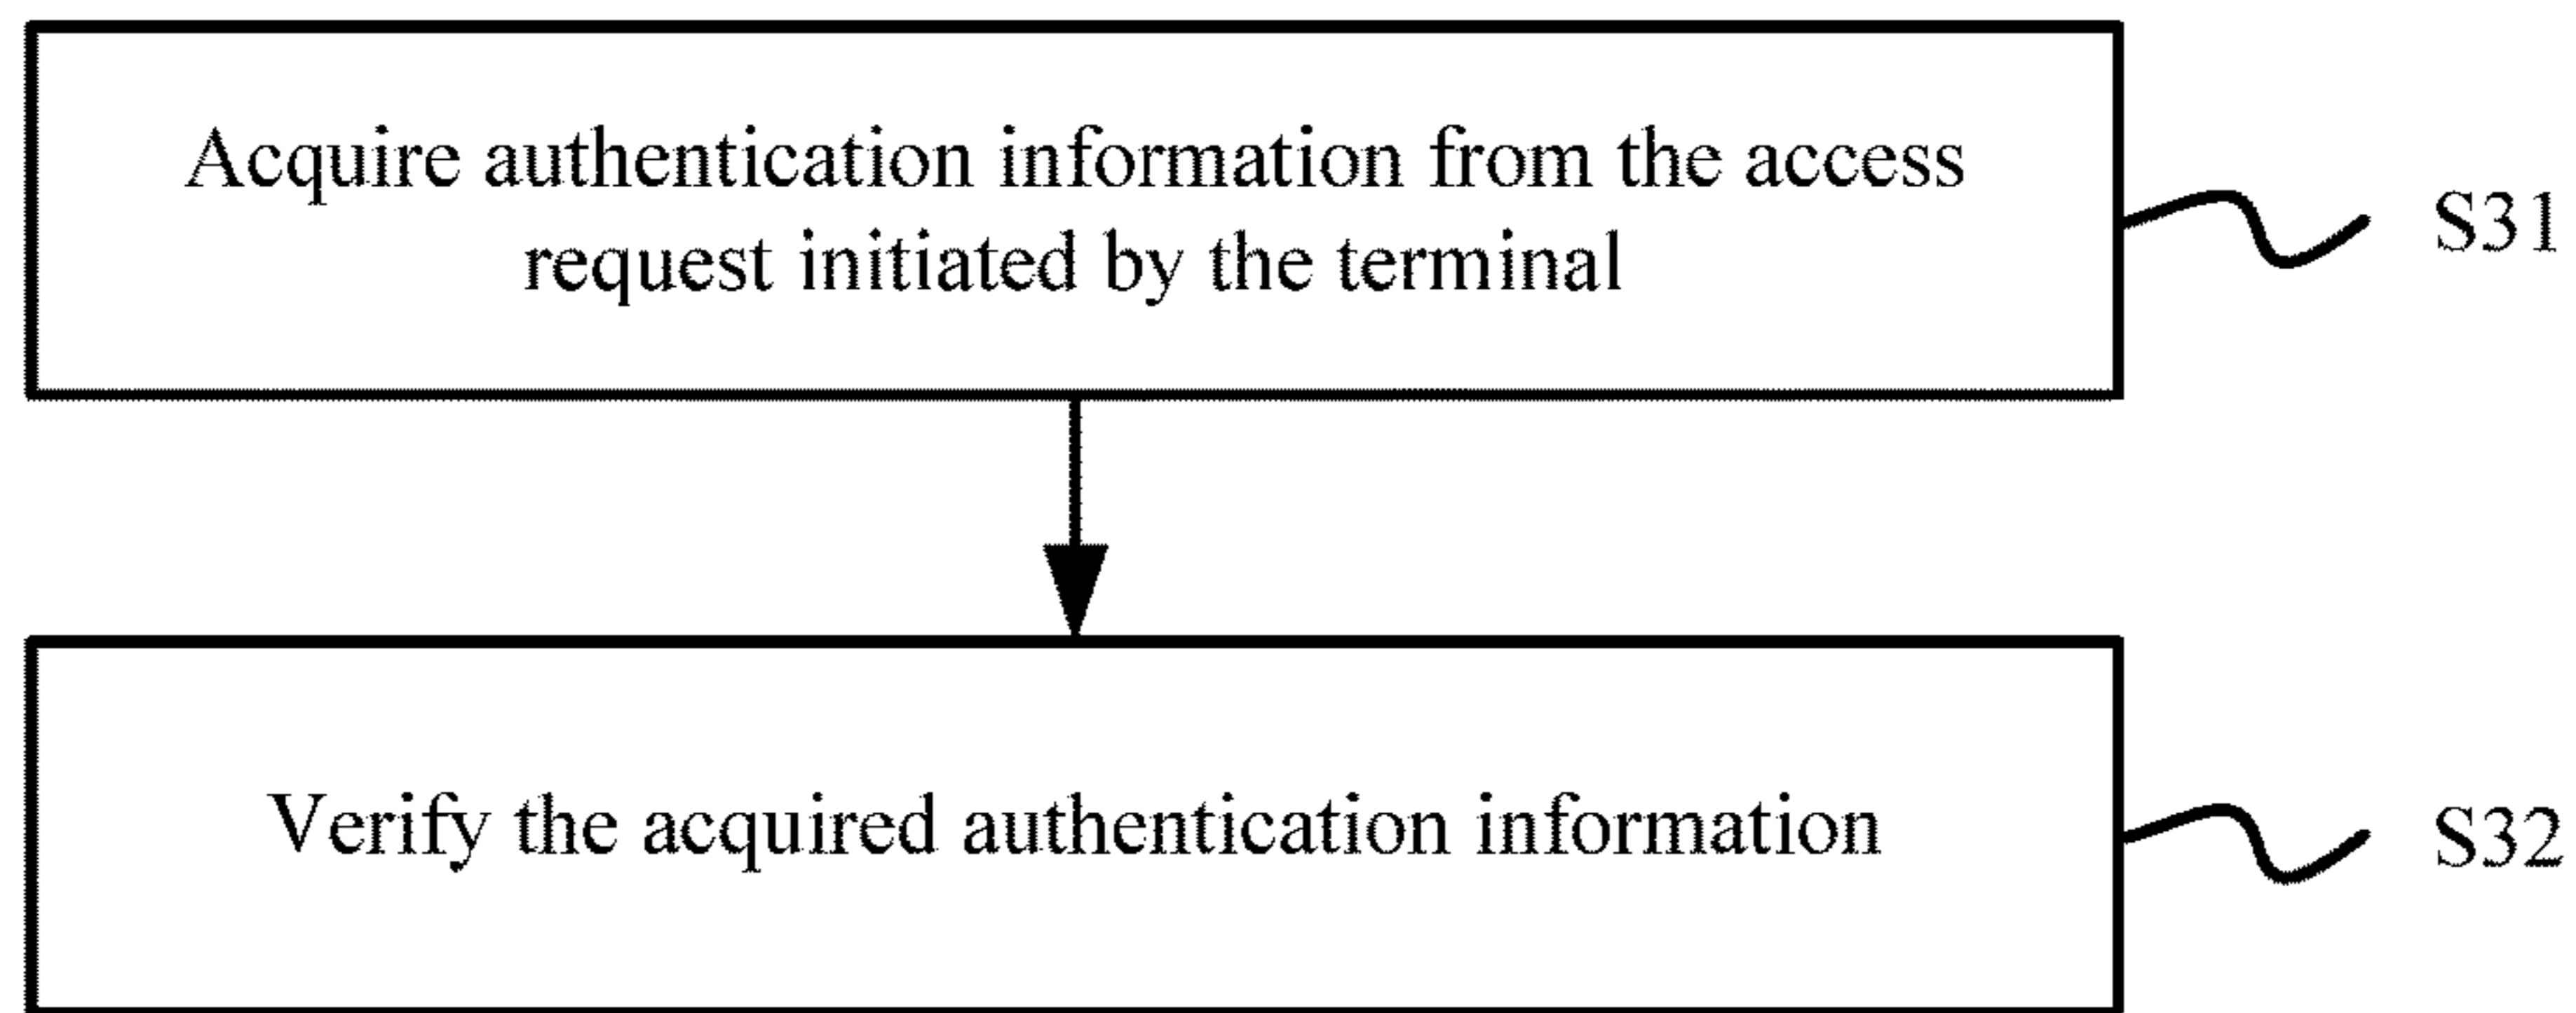 Acquire authentication information from the access
request initiated by the terminal
S31
Verify the acquired authentication information
S32